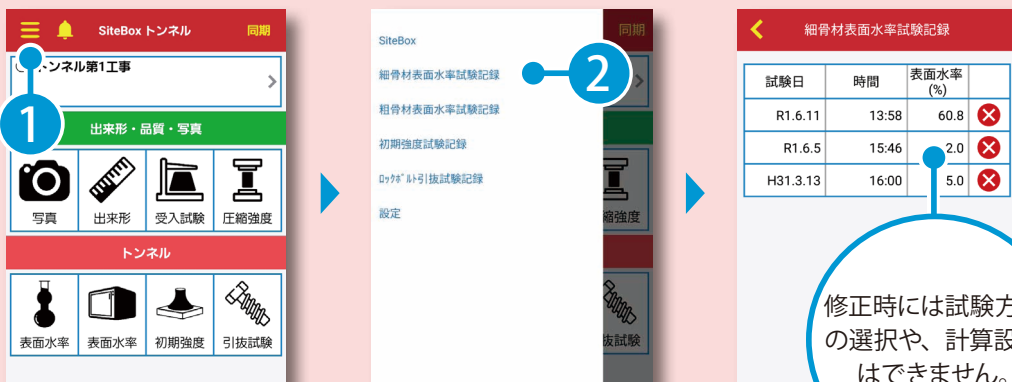 SiteBox トンネル 同期
トンネル第1工事
1
出来形・品質・写真
写真 出来形 受入試験 圧縮強度
トンネル
表面水率 表面水率 初期強度 引抜試験
同期
SiteBox
細骨材表面水率試験記録
2
粗骨材表面水率試験記録
初期強度試験記録
ﾛｯｸﾎﾞﾙﾄ引抜試験記録
設定
縮強度
抜試験
細骨材表面水率試験記録
試験日 時間 表面水率
(%)
R1.6.11 13:58 60.8
R1.6.5 15:46 2.0
H31.3.13 16:00 5.0
修正時には試験方
の選択や、計算設
はできません。